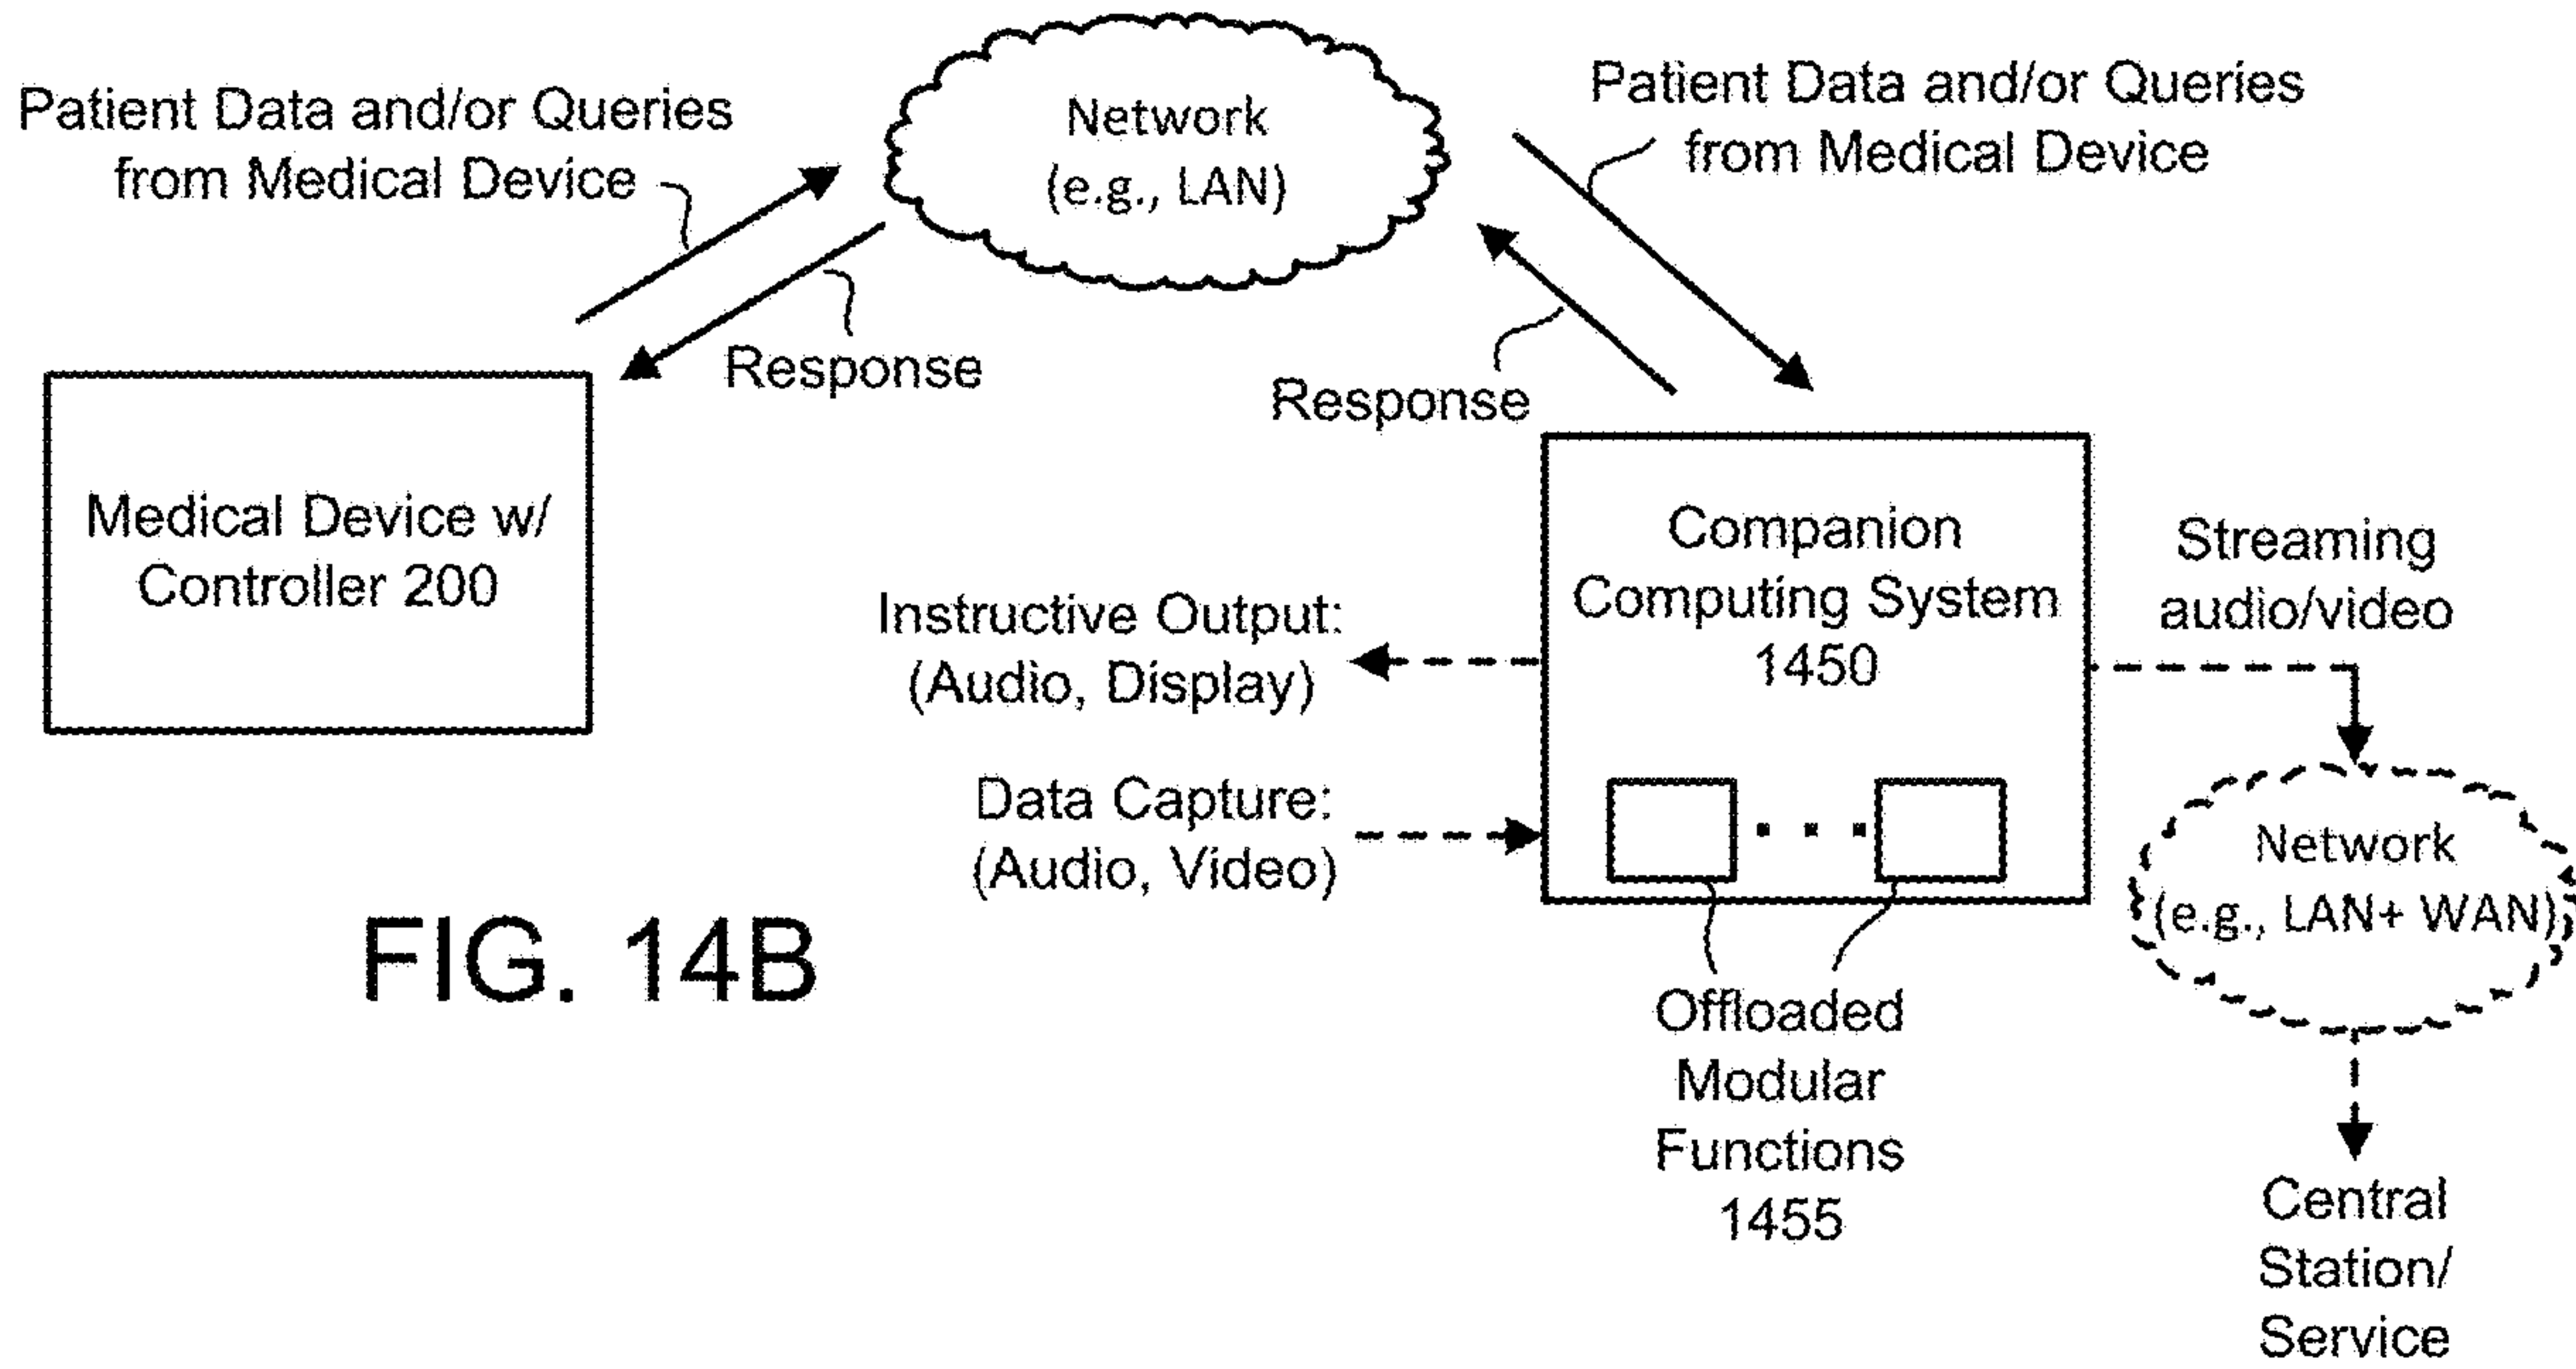 Patient Data and/or Queries
from Medical Device
Network
(e.g., LAN)
Patient Data and/or Queries
from Medical Device
Response
Response
Medical Device w/
Controller 200
Companion
Computing System
1450
Instructive Output:
(Audio, Display)
Data Capture:
(Audio, Video)
Streaming
audio/video
Network
(e.g., LAN+ WAN)
Offloaded
Modular
Functions
1455
Central
Station/
Service
FIG. 14B